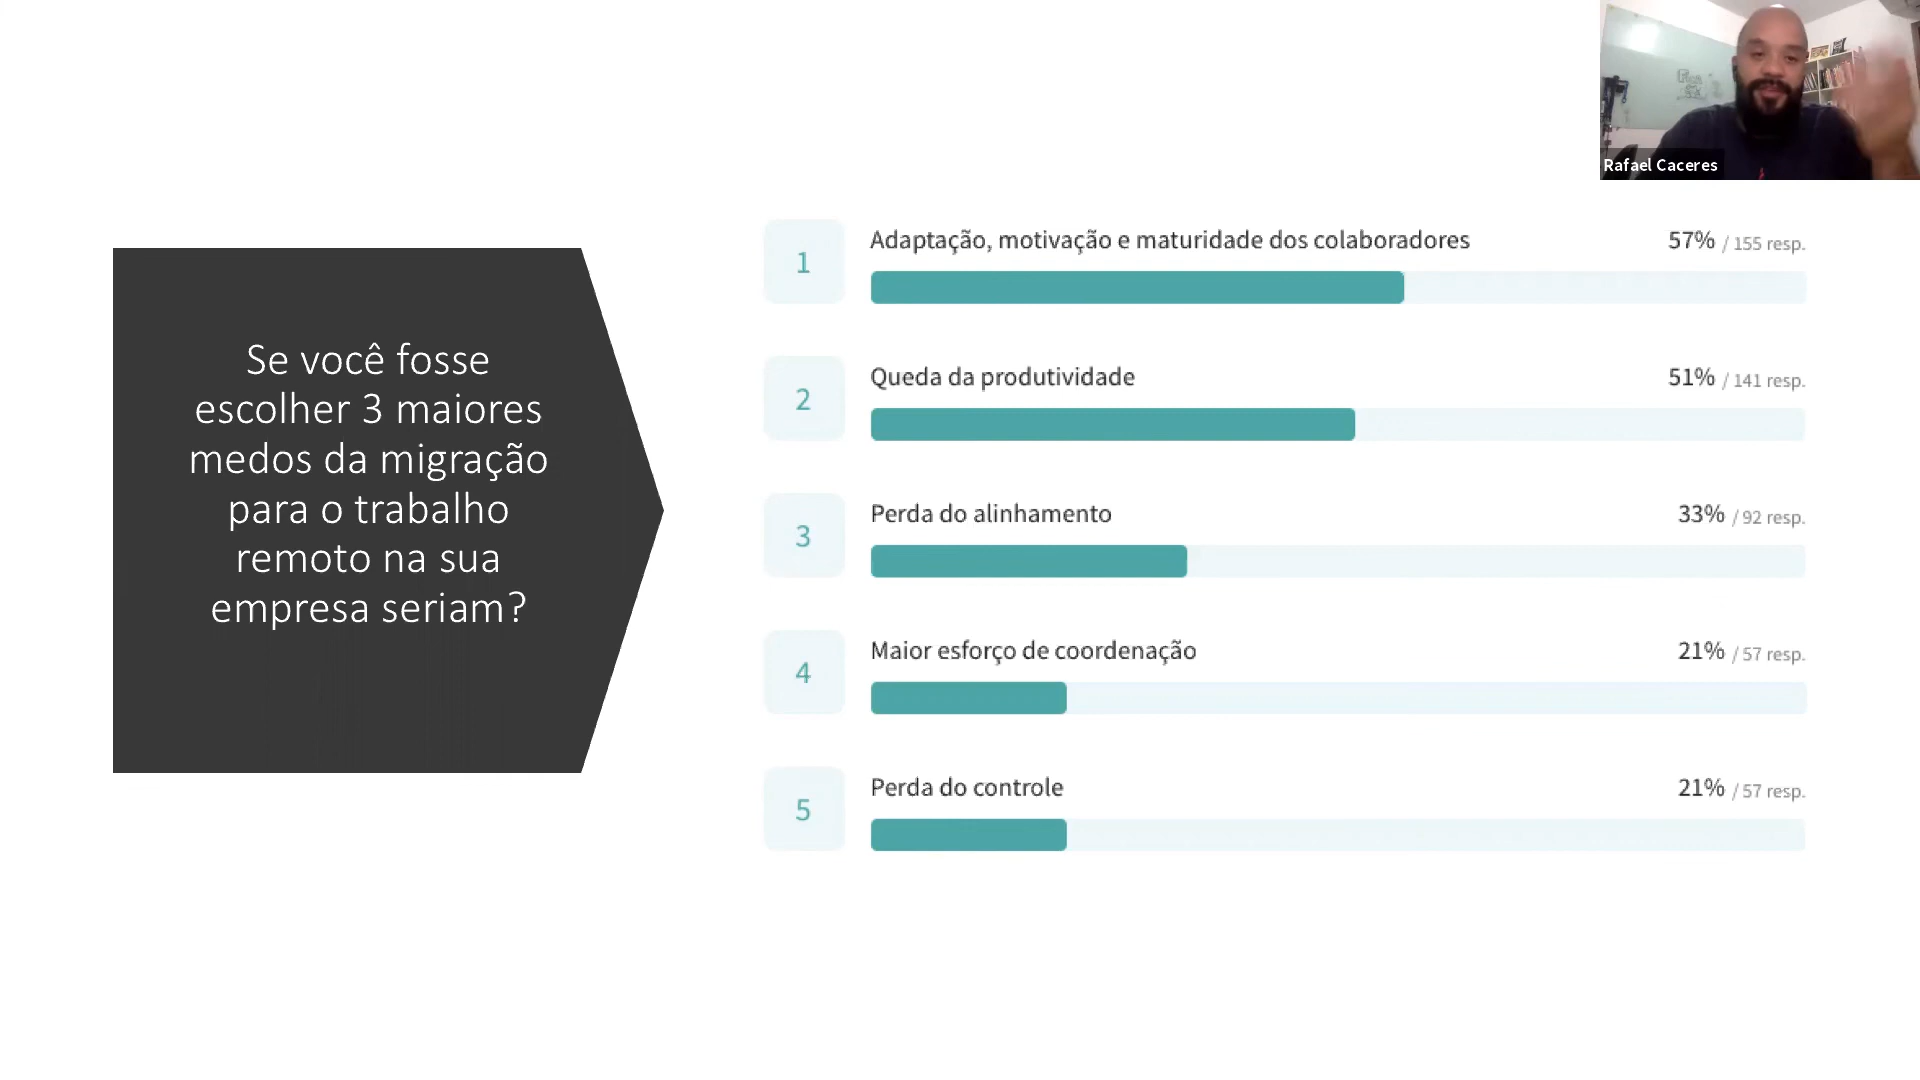 Rafael Caceres
Se você fosse
escolher 3 maiores
medos da migração
para o trabalho
remoto na sua
empresa seriam?
1
Adaptação, motivação e maturidade dos colaboradores
57% / 155 resp.
2
Queda da produtividade
51% / 141 resp.
3
Perda do alinhamento
33% / 92 resp.
4
Maior esforço de coordenação
21% / 57 resp.
5
Perda do controle
21% / 57 resp.